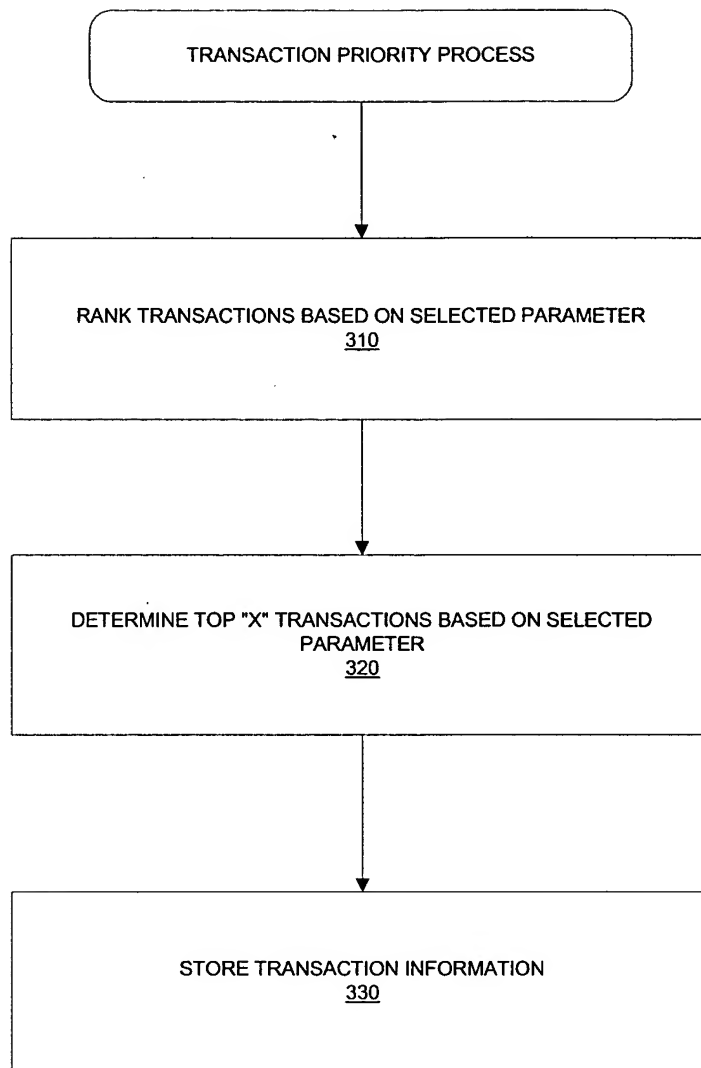 TRANSACTION PRIORITY PROCESS
RANK TRANSACTIONS BASED ON SELECTED PARAMETER
310
DETERMINE TOP "X" TRANSACTIONS BASED ON SELECTED
PARAMETER
320
STORE TRANSACTION INFORMATION
330